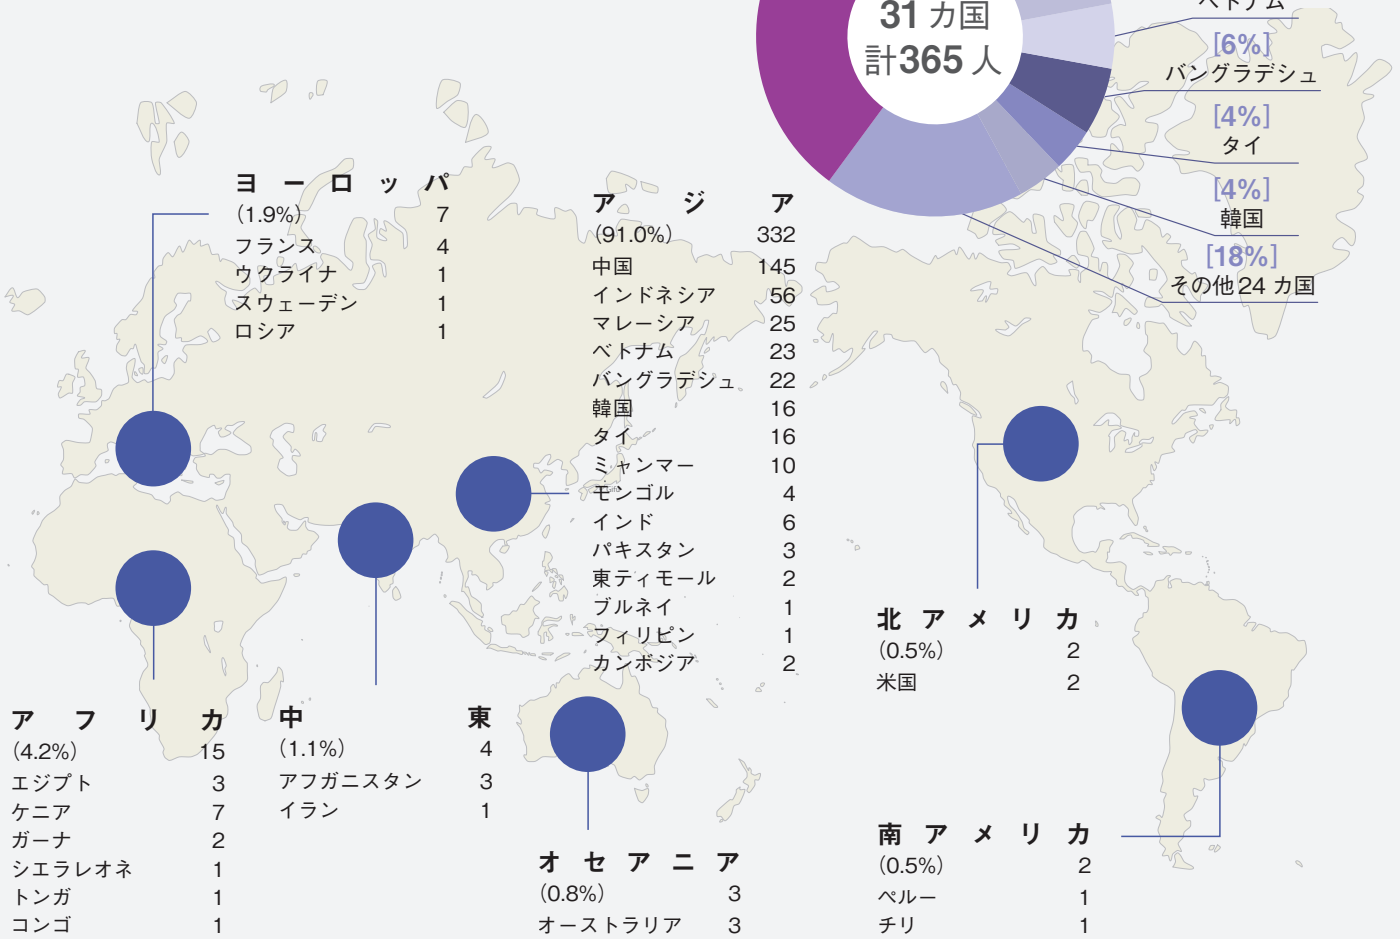 31 カ国
計365 人
ベトナム
[6%]
バングラデシュ
[4%]
タイ
[4%]
韓国
[18%]
その他24 カ国
ヨーロッパ
(1.9%) 7
フランス 4
ウクライナ 1
スウェーデン 1
ロシア 1
アジア
(91.0%) 332
中国 145
インドネシア 56
マレーシア 25
ベトナム 23
バングラデシュ 22
韓国 16
タイ 16
ミャンマー 10
モンゴル 4
インド 6
パキスタン 3
東ティモール 2
ブルネイ 1
フィリピン 1
カンボジア 2
北アメリカ
(0.5%) 2
米国 2
アフリカ
(4.2%) 15
エジプト 3
ケニア 7
ガーナ 2
シエラレオネ 1
トンガ 1
コンゴ 1
中東
(1.1%) 4
アフガニスタン 3
イラン 1
オセアニア
(0.8%) 3
オーストラリア 3
南アメリカ
(0.5%) 2
ペルー 1
チリ 1